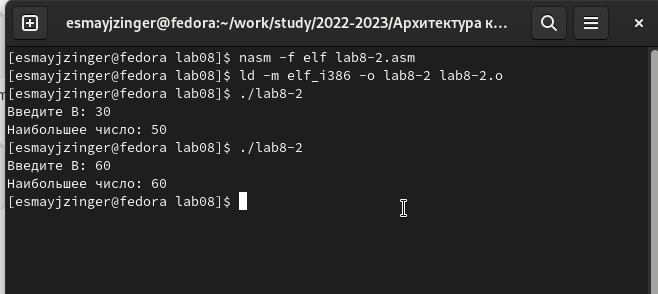 esmayjzinger@fedora:~/work/study/2022-2023/Архитектура к...
[esmayjzinger@fedora lab08]$ nasm -f elf lab8-2.asm
[esmayjzinger@fedora lab08]$ ld -m elf_i386 -o lab8-2 lab8-2.o
[esmayjzinger@fedora lab08]$ ./lab8-2
Введите B: 30
Наибольшее число: 50
[esmayjzinger@fedora lab08]$ ./lab8-2
Введите B: 60
Наибольшее число: 60
[esmayjzinger@fedora lab08]$